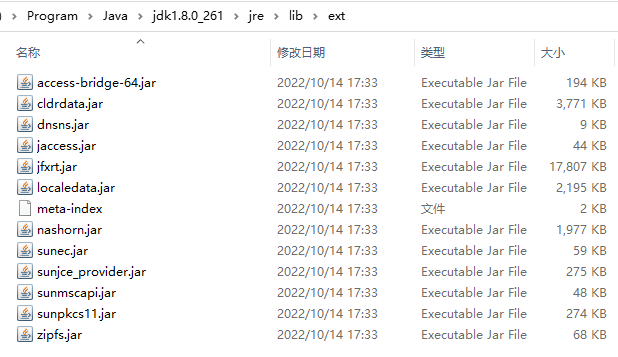 ) > Program > Java > jdk1.8.0_261 > jre > lib > ext
名称 修改日期 类型 大小
access-bridge-64.jar 2022/10/14 17:33 Executable Jar File 194 KB
cldrdata.jar 2022/10/14 17:33 Executable Jar File 3,771 KB
dnsns.jar 2022/10/14 17:33 Executable Jar File 9 KB
jaccess.jar 2022/10/14 17:33 Executable Jar File 44 KB
jfxrt.jar 2022/10/14 17:33 Executable Jar File 17,807 KB
localedata.jar 2022/10/14 17:33 Executable Jar File 2,195 KB
meta-index 2022/10/14 17:33 文件 2 KB
nashorn.jar 2022/10/14 17:33 Executable Jar File 1,977 KB
sunec.jar 2022/10/14 17:33 Executable Jar File 59 KB
sunjce_provider.jar 2022/10/14 17:33 Executable Jar File 275 KB
sunmscapi.jar 2022/10/14 17:33 Executable Jar File 48 KB
sunpkcs11.jar 2022/10/14 17:33 Executable Jar File 274 KB
zipfs.jar 2022/10/14 17:33 Executable Jar File 68 KB